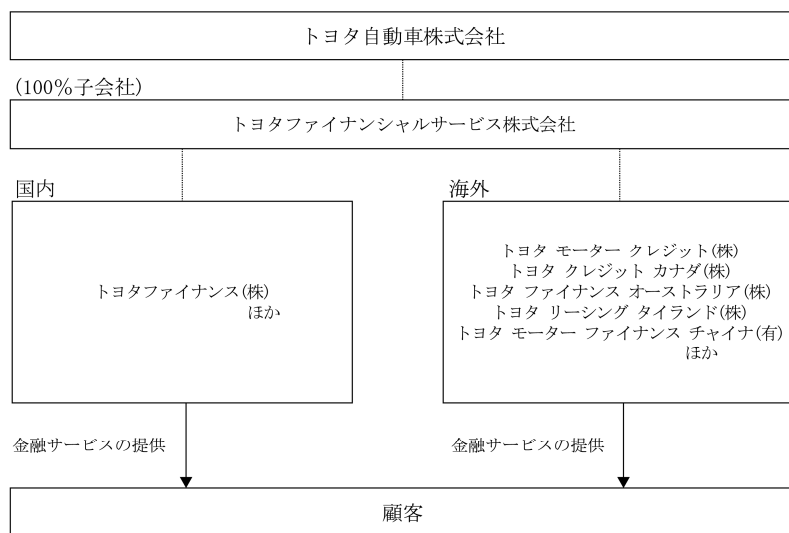 トヨタ自動車株式会社
(100％子会社)
トヨタファイナンシャルサービス株式会社
国内
海外
トヨタファイナンス(株)
ほか
トヨタ モーター クレジット(株)
トヨタ クレジット カナダ(株)
トヨタ ファイナンス オーストラリア(株)
トヨタ リーシング タイランド(株)
トヨタ モーター ファイナンス チャイナ(有)
ほか
金融サービスの提供
金融サービスの提供
顧客